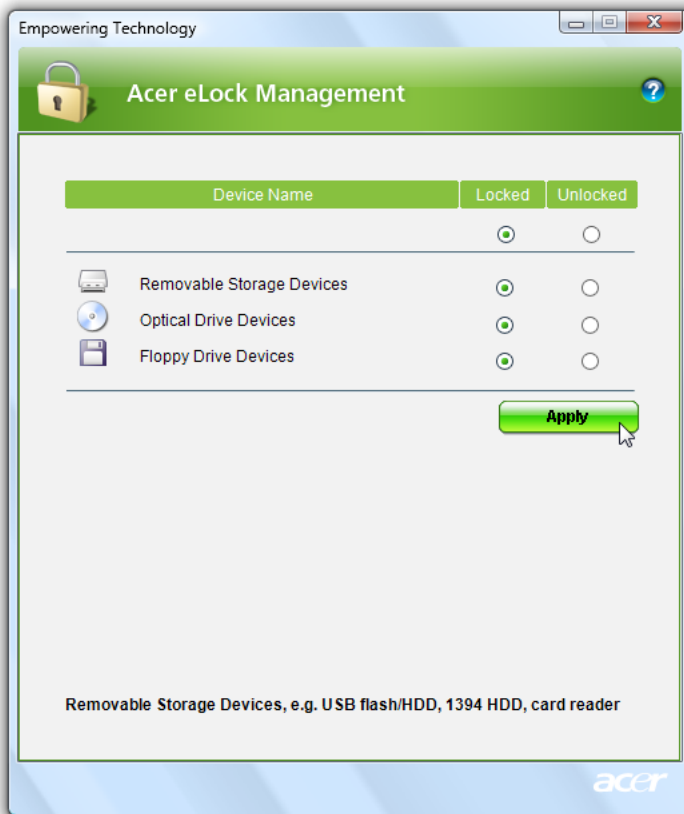 Empowering Technology
Acer eLock Management
Device Name Locked Unlocked
Removable Storage Devices
Optical Drive Devices
Floppy Drive Devices
Apply
Removable Storage Devices, e.g. USB flash/HDD, 1394 HDD, card reader
acer